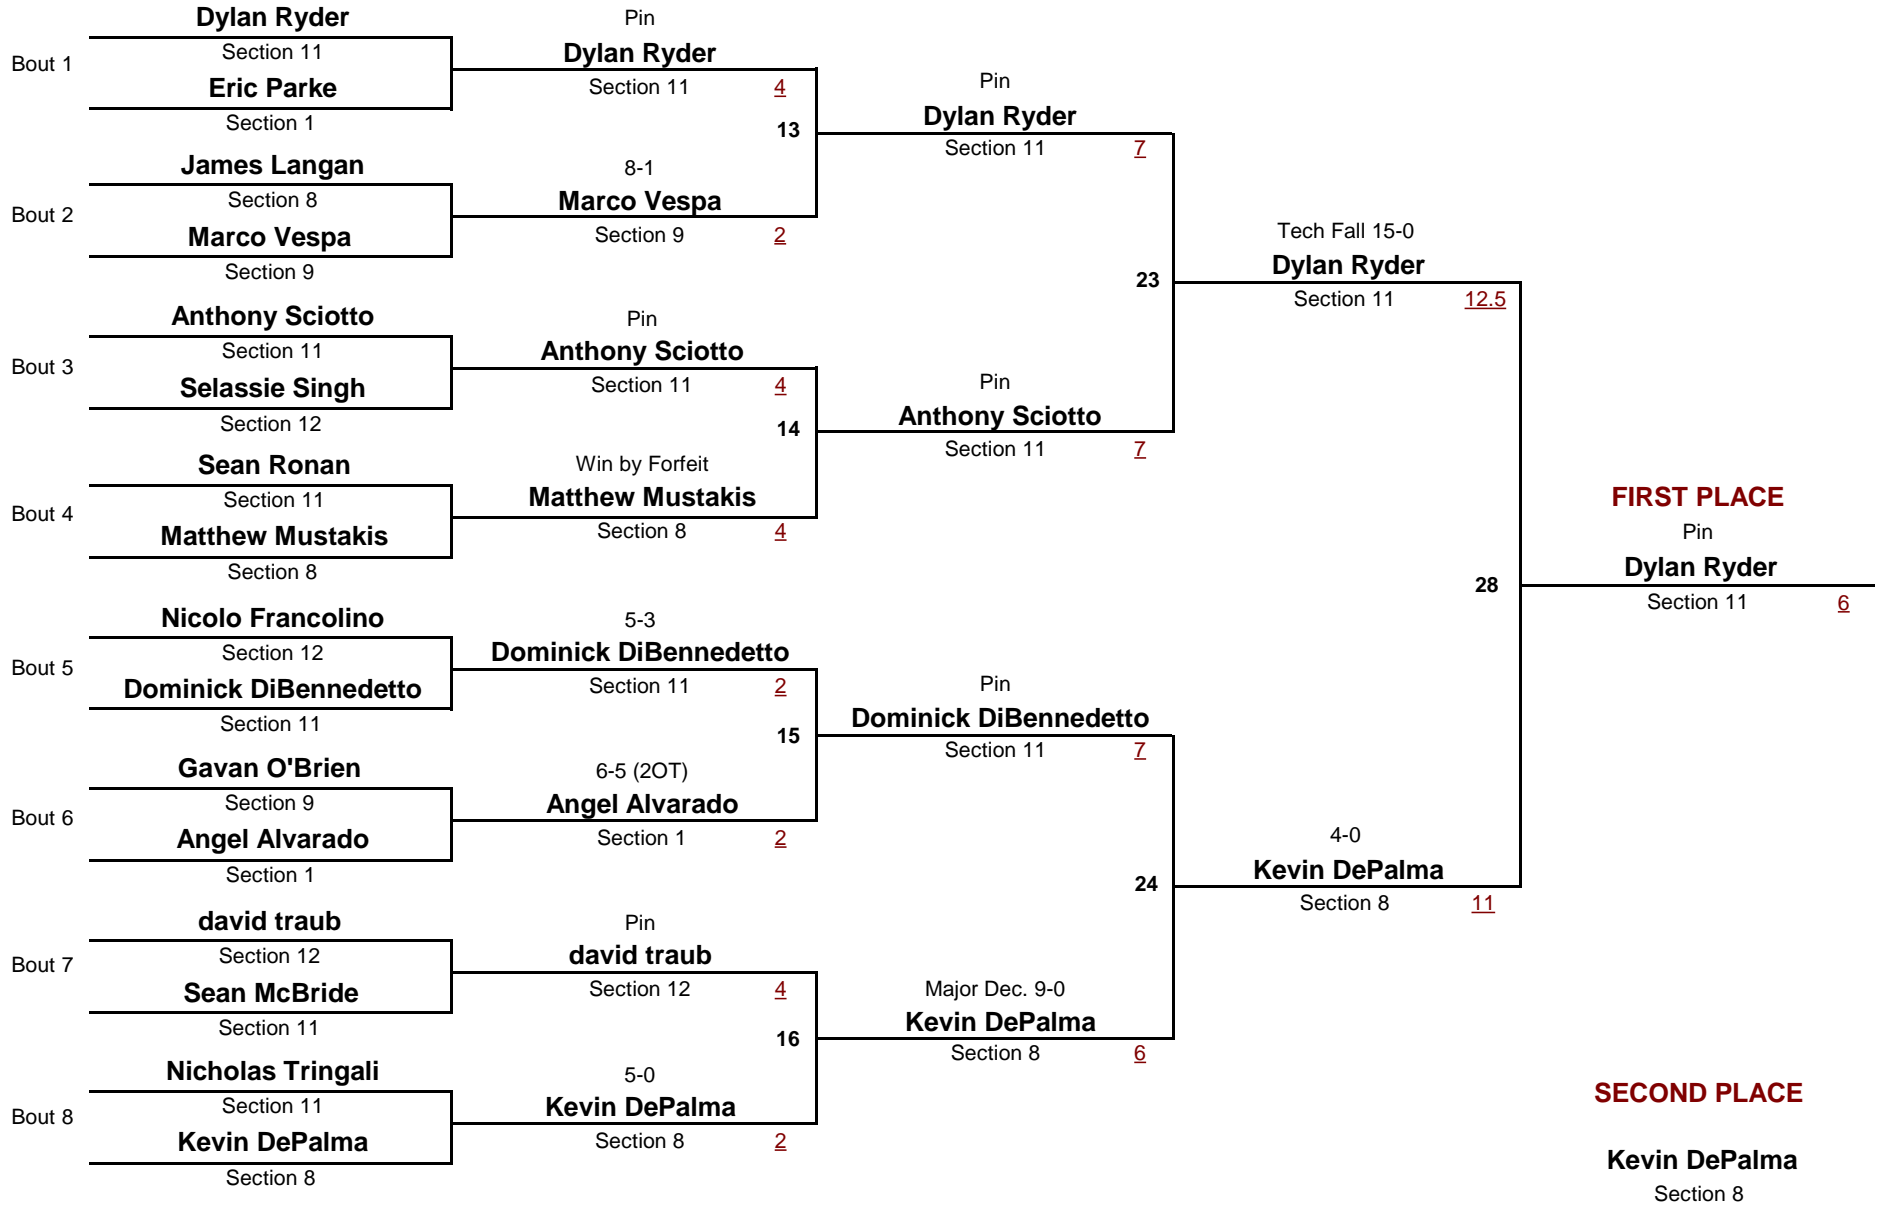 Dylan Ryder
Bout 1
Section 11
Eric Parke
Section 1
James Langan
Bout 2
Section 8
Marco Vespa
Section 9
Anthony Sciotto
Bout 3
Section 11
Selassie Singh
Section 12
Sean Ronan
Bout 4
Section 11
Matthew Mustakis
Section 8
Nicolo Francolino
Bout 5
Section 12
Dominick DiBennedetto
Section 11
Gavan O'Brien
Bout 6
Section 9
Angel Alvarado
Section 1
david traub
Bout 7
Section 12
Sean McBride
Section 11
Nicholas Tringali
Bout 8
Section 11
Kevin DePalma
Section 8
Pin
Dylan Ryder
Section 11 4
13
8-1
Marco Vespa
Section 9 2
Pin
Anthony Sciotto
Section 11 4
14
Win by Forfeit
Matthew Mustakis
Section 8 4
5-3
Dominick DiBennedetto
Section 11 2
15
6-5 (2OT)
Angel Alvarado
Section 1 2
Pin
david traub
Section 12 4
16
5-0
Kevin DePalma
Section 8 2
Pin
Dylan Ryder
Section 11 7
23
Pin
Anthony Sciotto
Section 11 7
Pin
Dominick DiBennedetto
Section 11 7
24
Major Dec. 9-0
Kevin DePalma
Section 8 6
Tech Fall 15-0
Dylan Ryder
Section 11 12.5
28
4-0
Kevin DePalma
Section 8 11
FIRST PLACE
Pin
Dylan Ryder
Section 11 6
SECOND PLACE
Kevin DePalma
Section 8